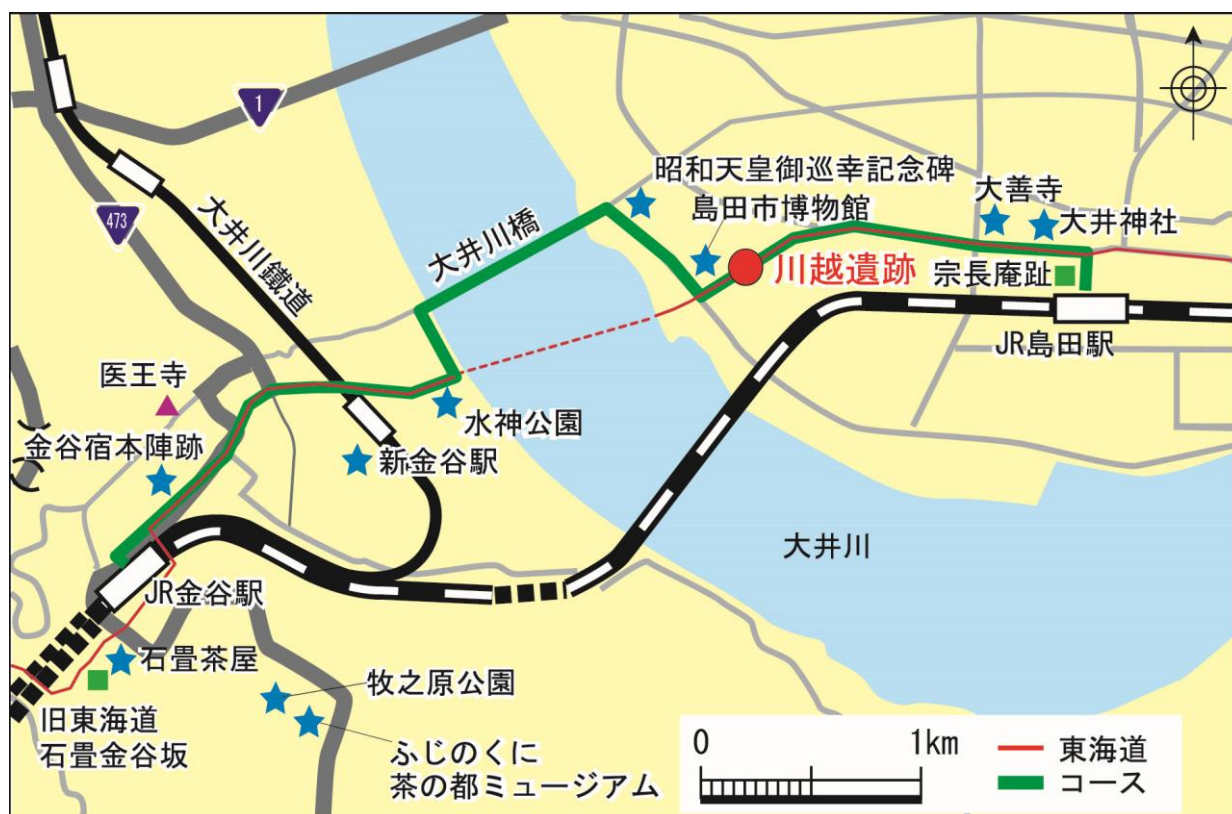 1
473
大井川鐵道
大井川橋
昭和天皇御巡幸記念碑
島田市博物館
大善寺
大井神社
川越遺跡
宗長庵趾
JR島田駅
医王寺
水神公園
金谷宿本陣跡
新金谷駅
大井川
JR金谷駅
石畳茶屋
牧之原公園
旧東海道
石畳金谷坂
ふじのくに
茶の都ミュージアム
0 1km
東海道
コース